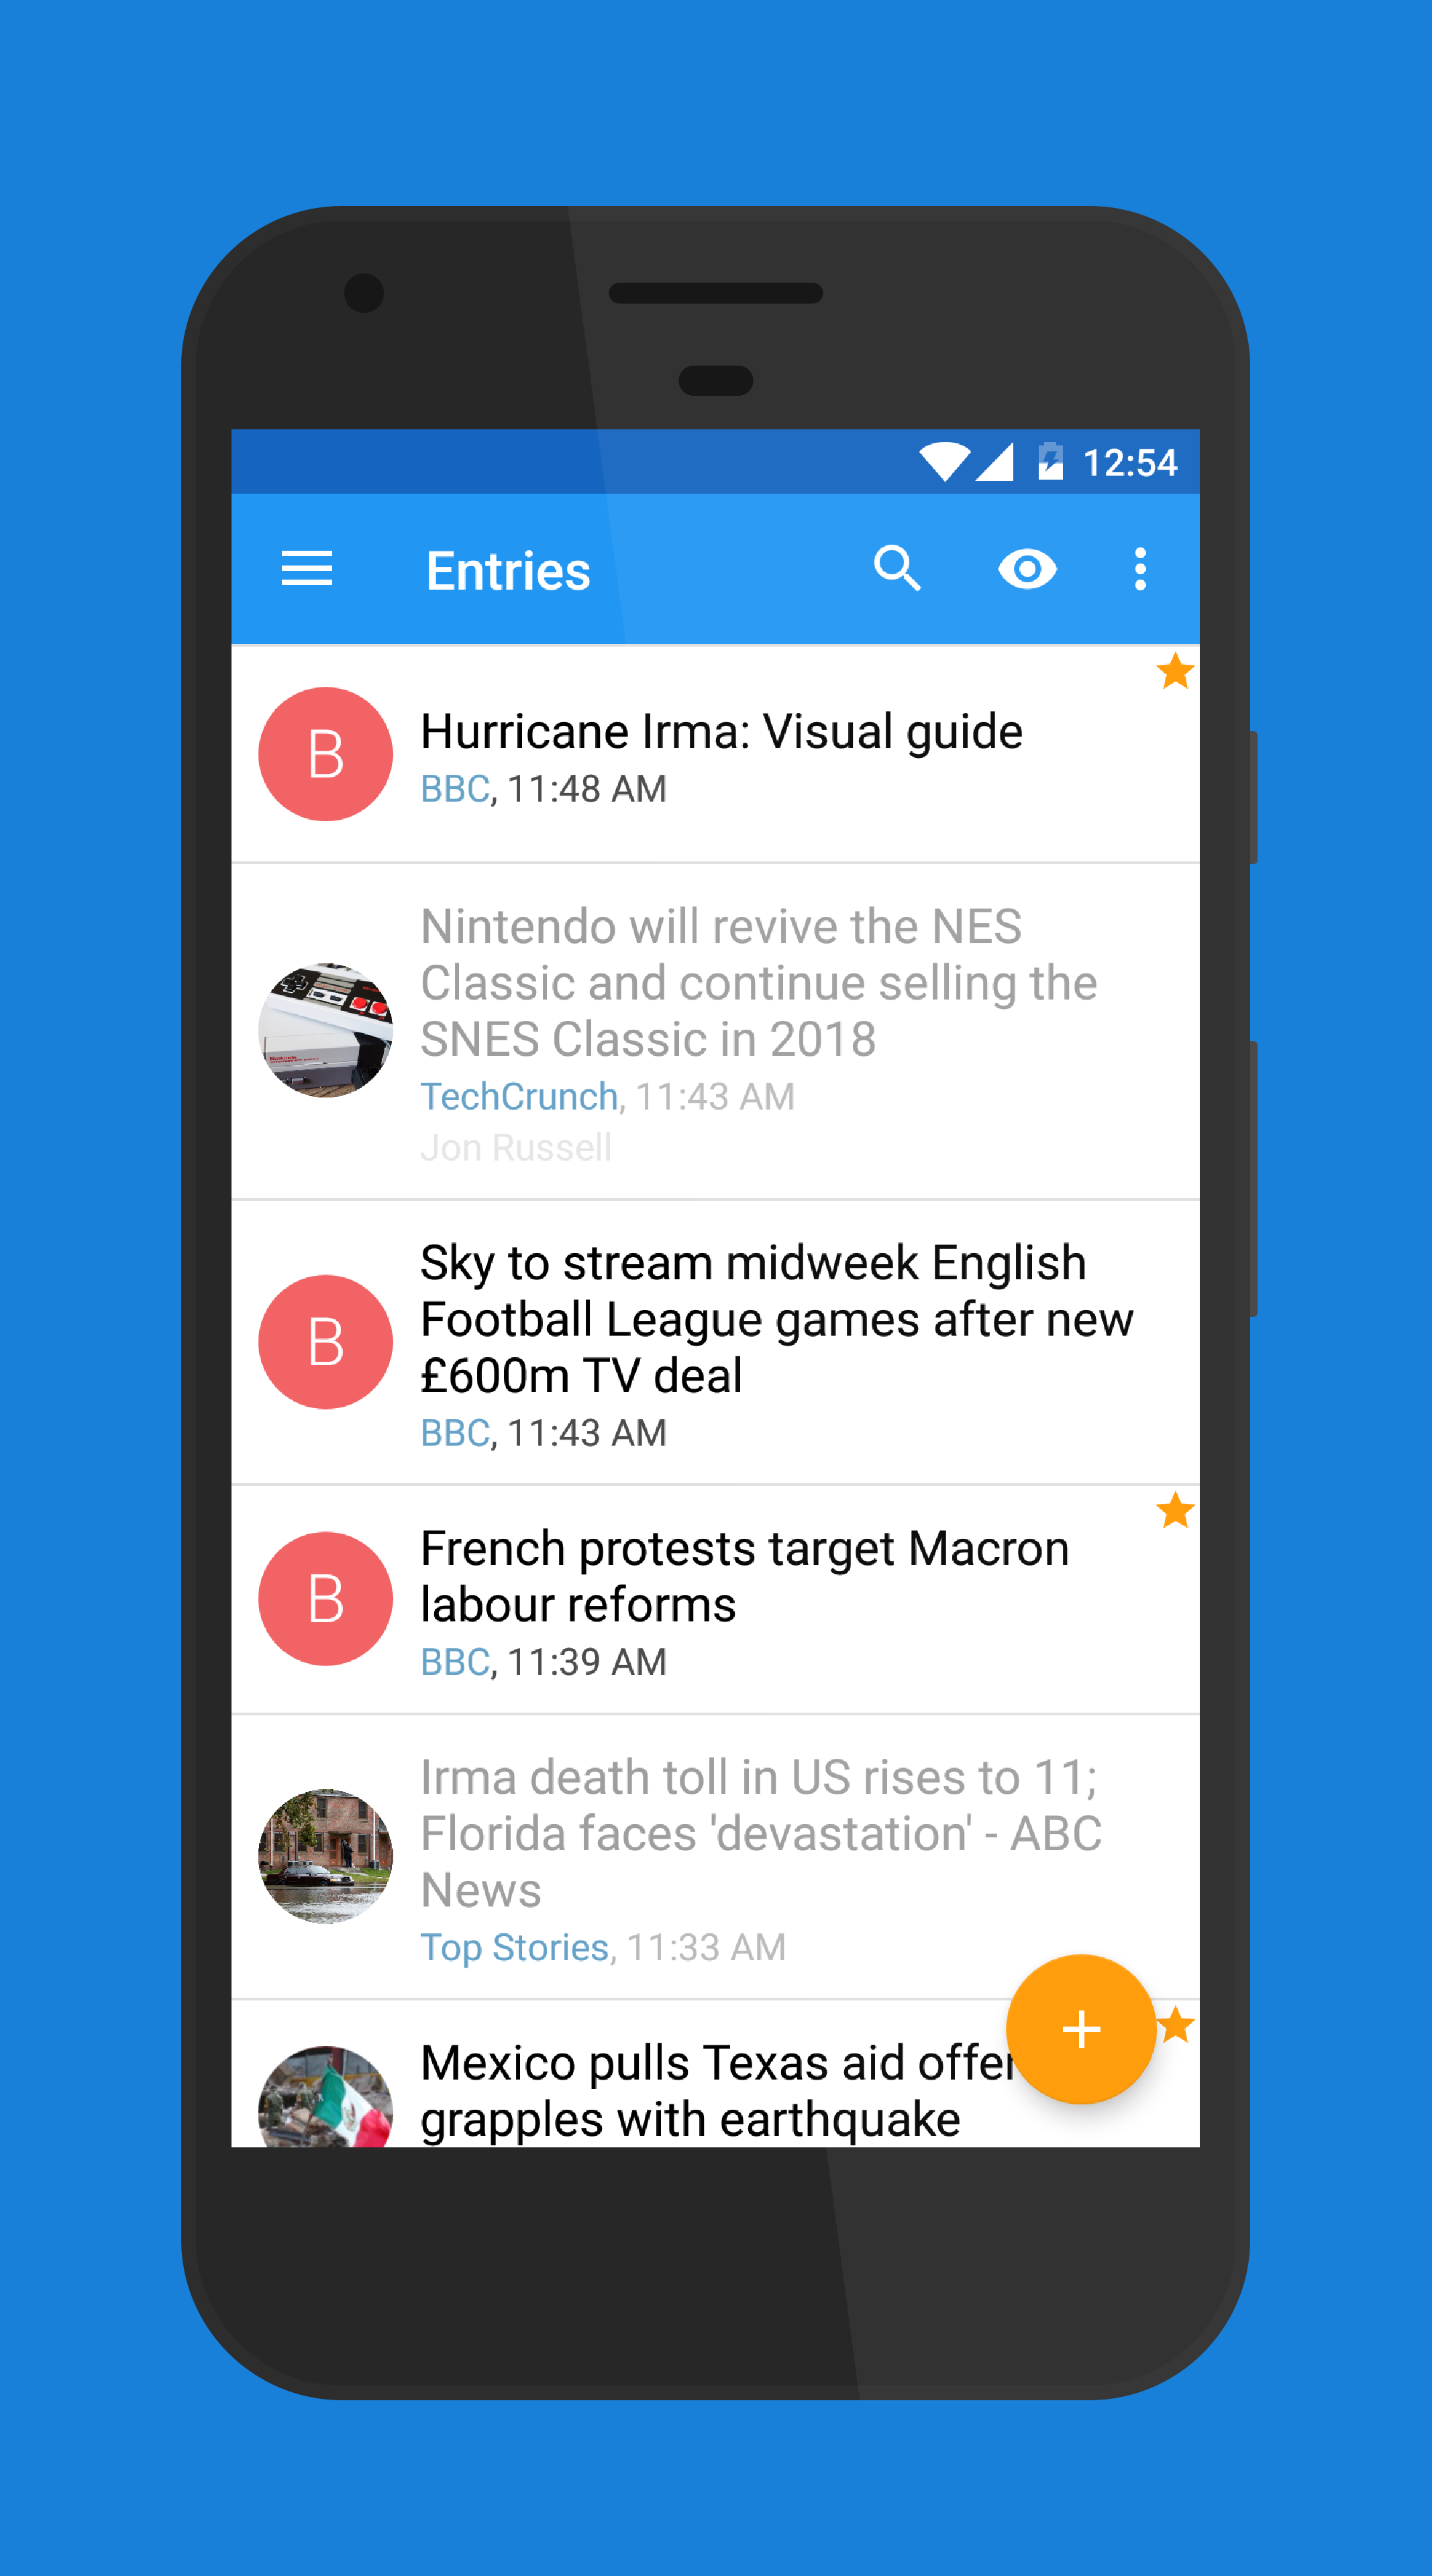 12:54
Entries
B
Hurricane Irma: Visual guide
BBC, 11:48 AM
Nintendo will revive the NES
Classic and continue selling the
SNES Classic in 2018
TechCrunch, 11:43 AM
Jon Russell
B
Sky to stream midweek English
Football League games after new
£600m TV deal
BBC, 11:43 AM
B
French protests target Macron
labour reforms
BBC, 11:39 AM
Irma death toll in US rises to 11;
Florida faces 'devastation' - ABC
News
Top Stories, 11:33 AM
Mexico pulls Texas aid offer
grapples with earthquake